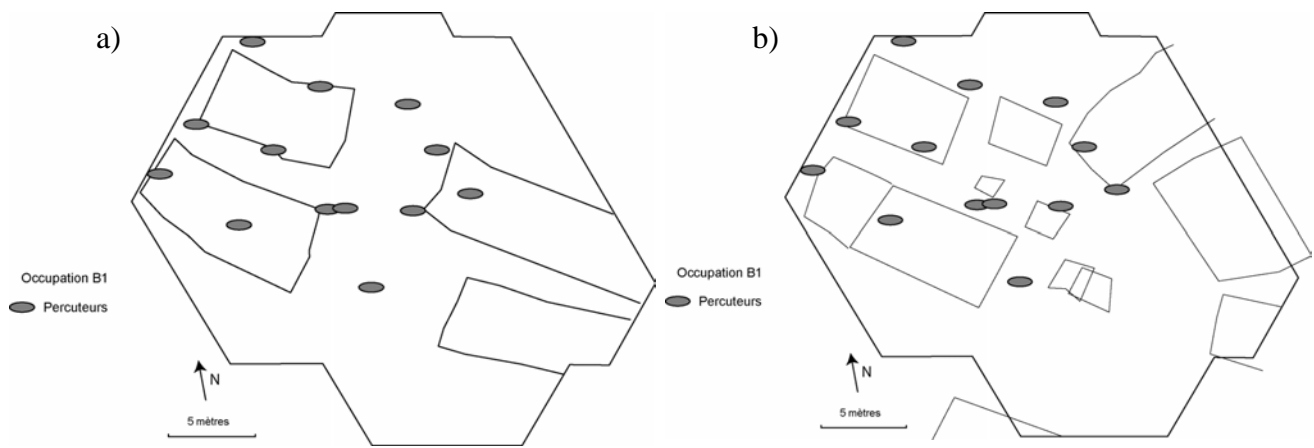 a)
Occupation B1
Percuteurs
N
5 mètres
b)
Occupation B1
Percuteurs
N
5 mètres